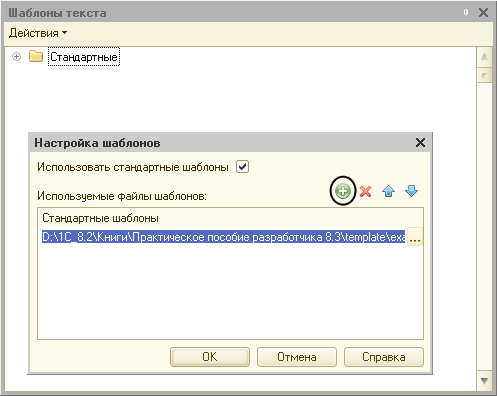 Шаблоны текста
Действия
Стандартные
Настройка шаблонов
Использовать стандартные шаблоны
Используемые файлы шаблонов:
Стандартные шаблоны
D:\1C_8.2\Книги\Практическое пособие разработчика 8.3\template\exa
...
OK
Отмена
Справка